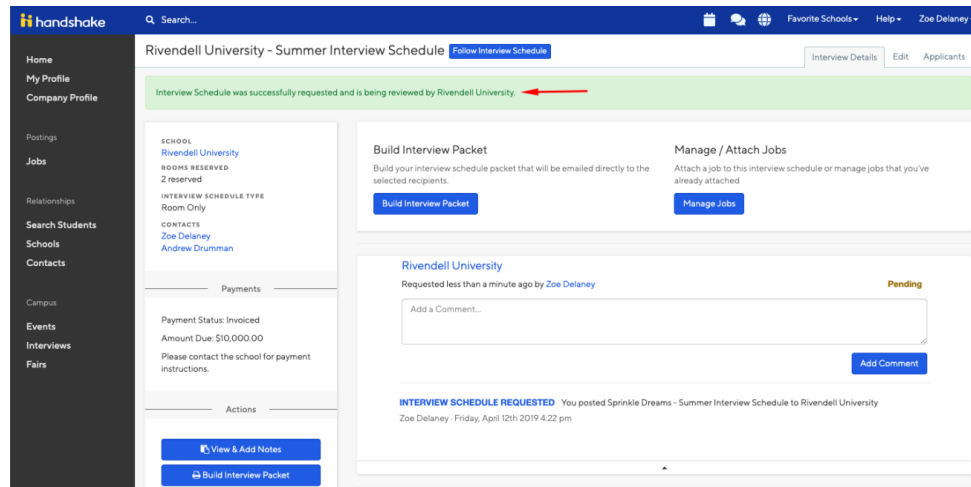 handshake
Search...
Favorite Schools
Help
Zoe Delaney
Home
My Profile
Company Profile
Postings
Jobs
Relationships
Search Students
Schools
Contacts
Campus
Events
Interviews
Fairs
Rivendell University - Summer Interview Schedule Follow Interview Schedule
Interview Details Edit Applicants
Interview Schedule was successfully requested and is being reviewed by Rivendell University.
SCHOOL
Rivendell University
ROOMS RESERVED
2 reserved
INTERVIEW SCHEDULE TYPE
Room Only
CONTACTS
Zoe Delaney
Andrew Drumman
Payments
Payment Status: Invoiced
Amount Due: $10,000.00
Please contact the school for payment
instructions.
Actions
View & Add Notes
Build Interview Packet
Build Interview Packet
Build your interview schedule packet that will be emailed directly to the
selected recipients.
Build Interview Packet
Manage / Attach Jobs
Attach a job to this interview schedule or manage jobs that you've
already attached
Manage Jobs
Rivendell University
Requested less than a minute ago by Zoe Delaney
Pending
Add a Comment...
Add Comment
INTERVIEW SCHEDULE REQUESTED You posted Sprinkle Dreams - Summer Interview Schedule to Rivendell University
Zoe Delaney · Friday, April 12th 2019 4:22 pm